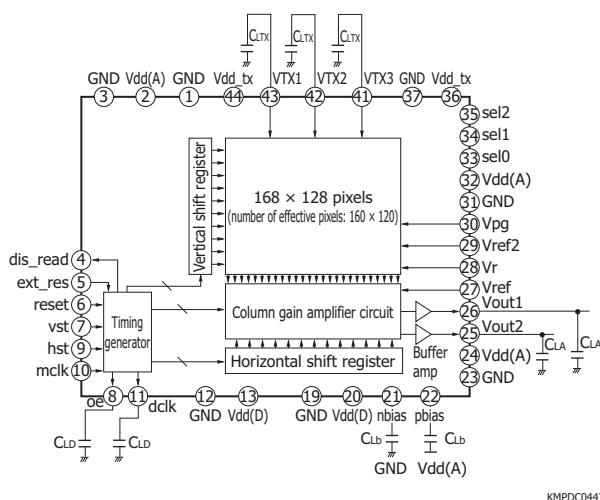 CLTX CLTX CLTX
GND Vdd(A) GND Vdd_tx VTX1 VTX2 VTX3 GND Vdd_tx
3 2 1 44 43 42 41 37 36
35 sel2
34 sel1
33 sel0
32 Vdd(A)
31 GND
30 Vpg
29 Vref2
28 Vr
27 Vref
26 Vout1
25 Vout2
24 Vdd(A)
23 GND
CLA CLA
Vertical shift register
168 × 128 pixels
(number of effective pixels: 160 × 120)
dis_read 4
ext_res 5
reset 6
vst 7
hst 9
mclk 10
Timing
generator
Column gain amplifier circuit
Horizontal shift register
Buffer
amp
oe 8 11 dclk
12 13 19 20 21 22
GND Vdd(D) GND Vdd(D) nbias pbias
CLD CLD CLb CLb
GND Vdd(A)